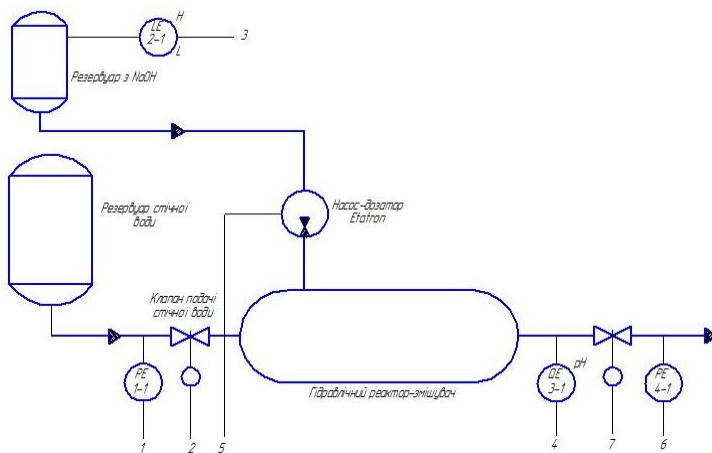 LE
2-1
H
L
3
Резервуар з NaOH
Резервуар стічної
води
Насос-дозатор
Etatron
Клапан подачі
стічної води
PE
1-1
Гідравлічний реактор-змішувач
QE
3-1
pH
PE
4-1
1
2
5
4
7
6